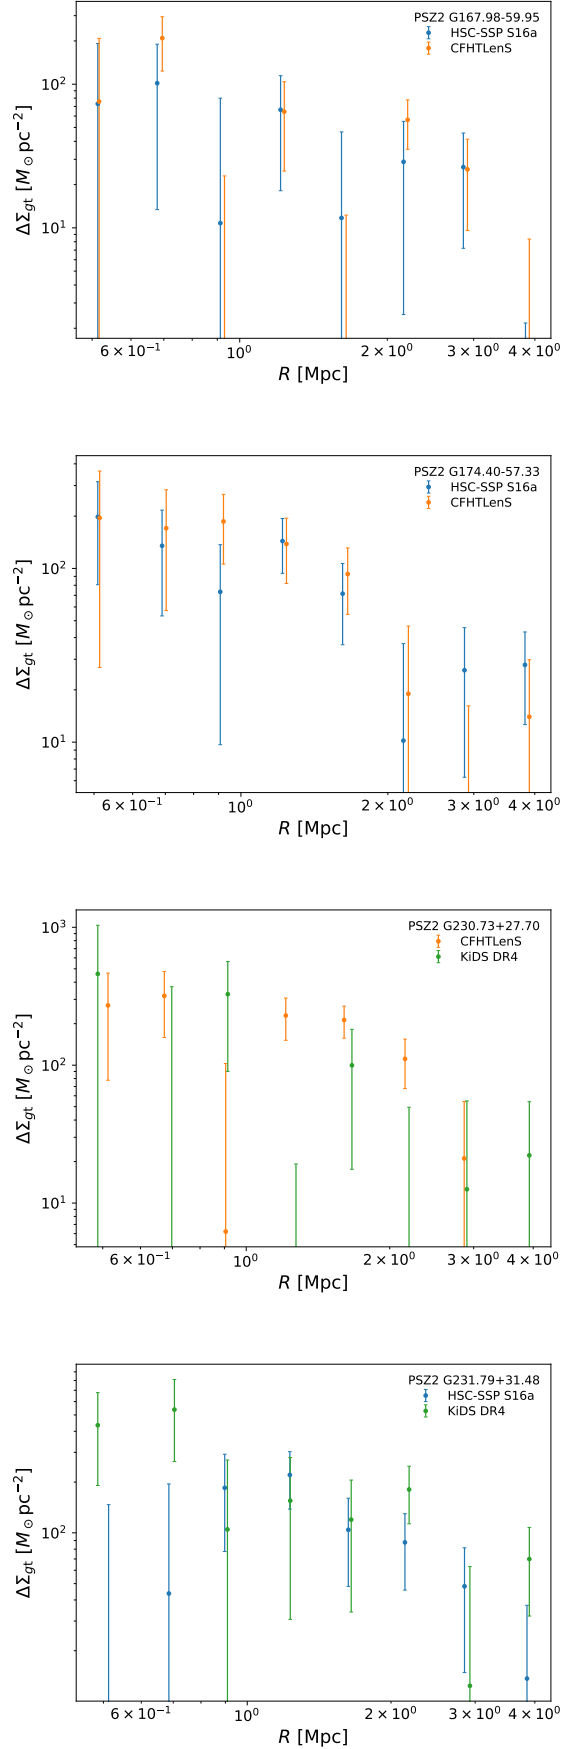 PSZ2 G167.98-59.95
HSC-SSP S16a
CFHTLenS
10²
10¹
ΔΣgt [M⊙pc⁻²]
6 × 10⁻¹ 10⁰ 2 × 10⁰ 3 × 10⁰ 4 × 10⁰
R [Mpc]
PSZ2 G174.40-57.33
HSC-SSP S16a
CFHTLenS
10²
10¹
ΔΣgt [M⊙pc⁻²]
6 × 10⁻¹ 10⁰ 2 × 10⁰ 3 × 10⁰ 4 × 10⁰
R [Mpc]
PSZ2 G230.73+27.70
CFHTLenS
KiDS DR4
10³
10²
10¹
ΔΣgt [M⊙pc⁻²]
6 × 10⁻¹ 10⁰ 2 × 10⁰ 3 × 10⁰ 4 × 10⁰
R [Mpc]
PSZ2 G231.79+31.48
HSC-SSP S16a
KiDS DR4
10²
ΔΣgt [M⊙pc⁻²]
6 × 10⁻¹ 10⁰ 2 × 10⁰ 3 × 10⁰ 4 × 10⁰
R [Mpc]